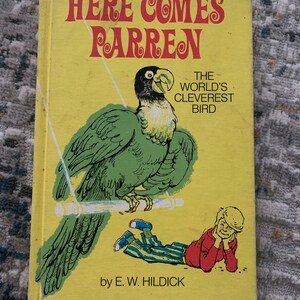 HERE COMES
PARREN
THE
WORLD'S
CLEVEREST
BIRD
by E. W. HILDICK